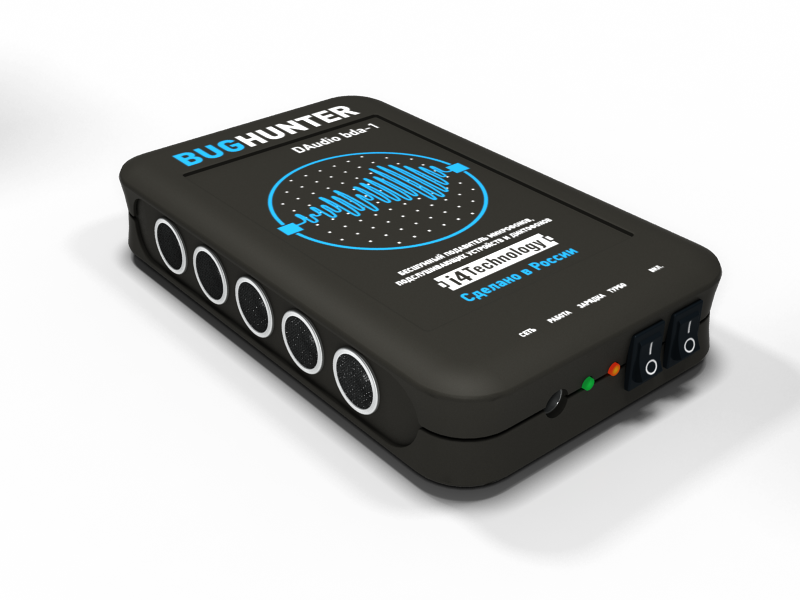 BUGHUNTER
DAudio bda-1
БЕСШУМНЫЙ ПОДАВИТЕЛЬ МИКРОФОНОВ,
ПОДСЛУШИВАЮЩИХ УСТРОЙСТВ И ДИКТОФОНОВ
i4Technology
Сделано в России
СЕТЬ РАБОТА ЗАРЯДКА ТУРБО ВКЛ.